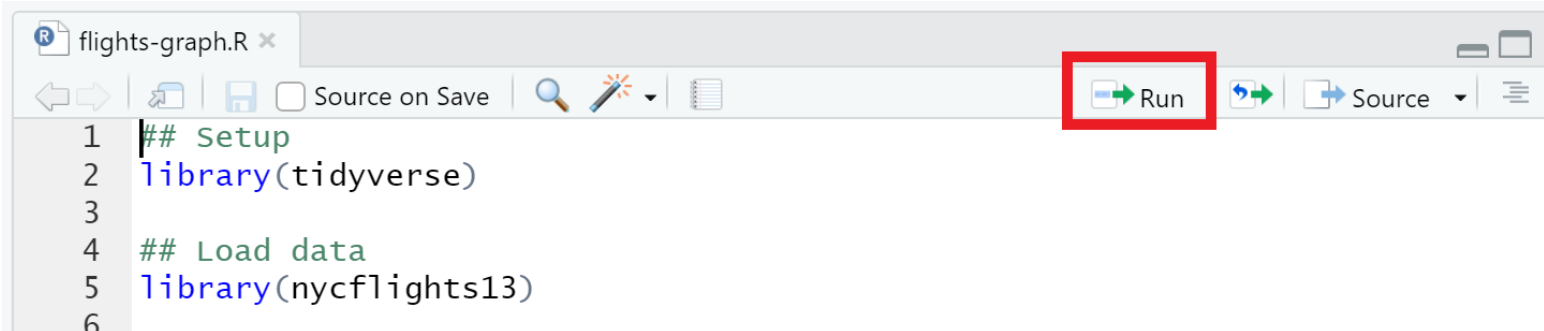 R flights-graph.R
Source on Save Run Source
1 ## Setup
2 library(tidyverse)
3
4 ## Load data
5 library(nycflights13)
6